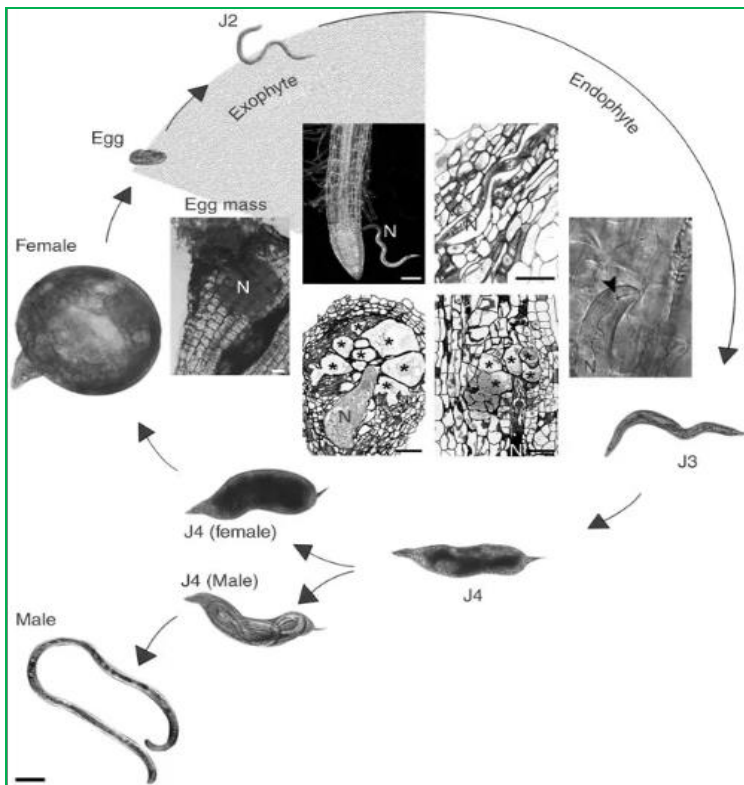 J2
Exophyte
Endophyte
Egg
Egg mass
Female
N
N
N
N
* * * * * * * *
N
* * * * *
N
J3
J4 (female)
J4
J4 (Male)
Male